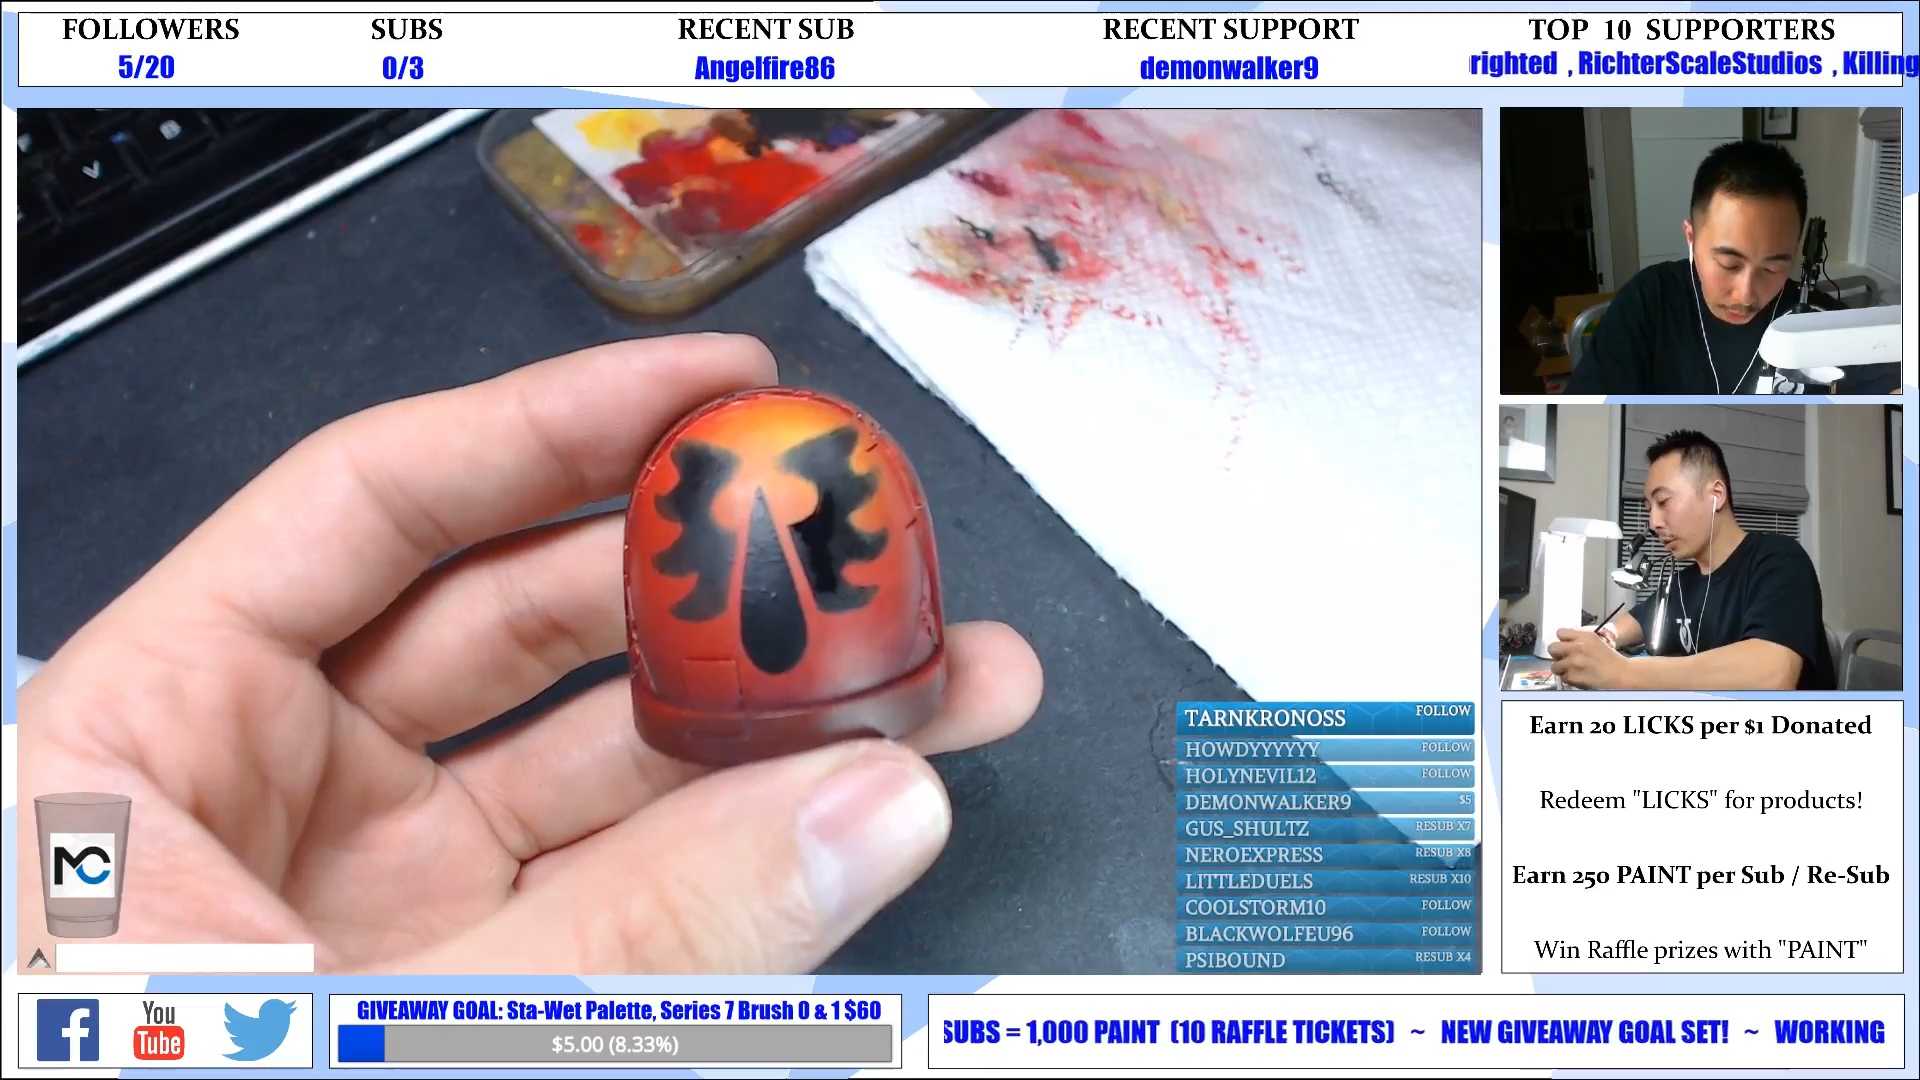 FOLLOWERS
5/20
SUBS
0/3
RECENT SUB
Angelfire86
RECENT SUPPORT
demonwalker9
TOP 10 SUPPORTERS
righted , RichterScaleStudios , Killing
V
B
TARNKRONOSS FOLLOW
HOWDYYYYYY FOLLOW
HOLYNEVIL12 FOLLOW
DEMONWALKER9 $5
GUS_SHULTZ RESUB X7
NEROEXPRESS RESUB X8
LITTLEDUELS RESUB X10
COOLSTORM10 FOLLOW
BLACKWOLFEU96 FOLLOW
PSIBOUND RESUB X4
Earn 20 LICKS per $1 Donated
Redeem "LICKS" for products!
Earn 250 PAINT per Sub / Re-Sub
Win Raffle prizes with "PAINT"
MC
f
You
Tube
GIVEAWAY GOAL: Sta-Wet Palette, Series 7 Brush 0 & 1 $60
$5.00 (8.33%)
SUBS = 1,000 PAINT (10 RAFFLE TICKETS) ~ NEW GIVEAWAY GOAL SET! ~ WORKING